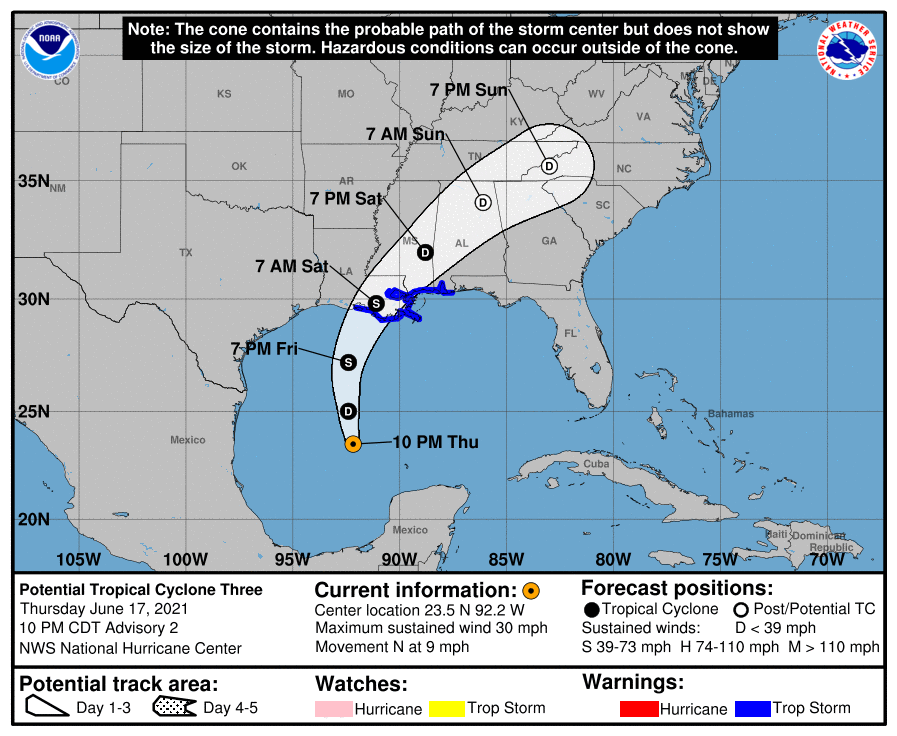 Note: The cone contains the probable path of the storm center but does not show
the size of the storm. Hazardous conditions can occur outside of the cone.
NOAA
NATIONAL WEATHER SERVICE
CO
KS
MO
KY
WV
VA
DE
NJ
NM
OK
AR
TN
NC
SC
TX
LA
MS
AL
GA
FL
7 PM Sun
7 AM Sun
7 PM Sat
7 AM Sat
7 PM Fri
10 PM Thu
D
D
D
S
S
D
35N
30N
25N
20N
Mexico
Mexico
Cuba
Bahamas
Haiti
Dominican
Republic
105W
100W
95W
90W
85W
80W
75W
70W
Potential Tropical Cyclone Three
Thursday June 17, 2021
10 PM CDT Advisory 2
NWS National Hurricane Center
Current information:
Center location 23.5 N 92.2 W
Maximum sustained wind 30 mph
Movement N at 9 mph
Forecast positions:
Tropical Cyclone Post/Potential TC
Sustained winds: D < 39 mph
S 39-73 mph H 74-110 mph M > 110 mph
Potential track area:
Day 1-3 Day 4-5
Watches:
Hurricane Trop Storm
Warnings:
Hurricane Trop Storm